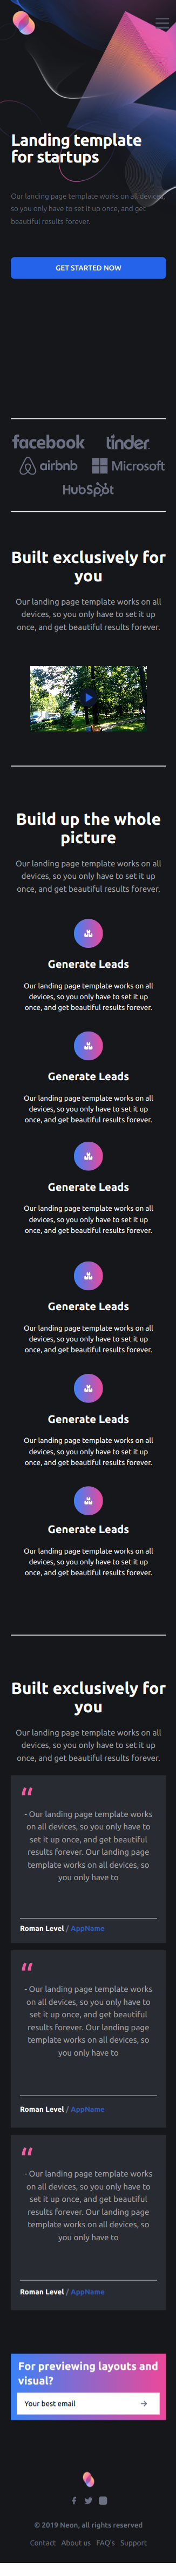 Landing template
for startups
Our landing page template works on all devices,
so you only have to set it up once, and get
beautiful results forever.
GET STARTED NOW
facebook tinder
airbnb Microsoft
HubSpot
Built exclusively for
you
Our landing page template works on all
devices, so you only have to set it up
once, and get beautiful results forever.
Build up the whole
picture
Our landing page template works on all
devices, so you only have to set it up
once, and get beautiful results forever.
Generate Leads
Our landing page template works on all
devices, so you only have to set it up
once, and get beautiful results forever.
Generate Leads
Our landing page template works on all
devices, so you only have to set it up
once, and get beautiful results forever.
Generate Leads
Our landing page template works on all
devices, so you only have to set it up
once, and get beautiful results forever.
Generate Leads
Our landing page template works on all
devices, so you only have to set it up
once, and get beautiful results forever.
Generate Leads
Our landing page template works on all
devices, so you only have to set it up
once, and get beautiful results forever.
Generate Leads
Our landing page template works on all
devices, so you only have to set it up
once, and get beautiful results forever.
Built exclusively for
you
Our landing page template works on all
devices, so you only have to set it up
once, and get beautiful results forever.
“
- Our landing page template works
on all devices, so you only have to
set it up once, and get beautiful
results forever. Our landing page
template works on all devices, so
you only have to
Roman Level / AppName
“
- Our landing page template works
on all devices, so you only have to
set it up once, and get beautiful
results forever. Our landing page
template works on all devices, so
you only have to
Roman Level / AppName
“
- Our landing page template works
on all devices, so you only have to
set it up once, and get beautiful
results forever. Our landing page
template works on all devices, so
you only have to
Roman Level / AppName
For previewing layouts and
visual?
Your best email
© 2019 Neon, all rights reserved
Contact About us FAQ's Support